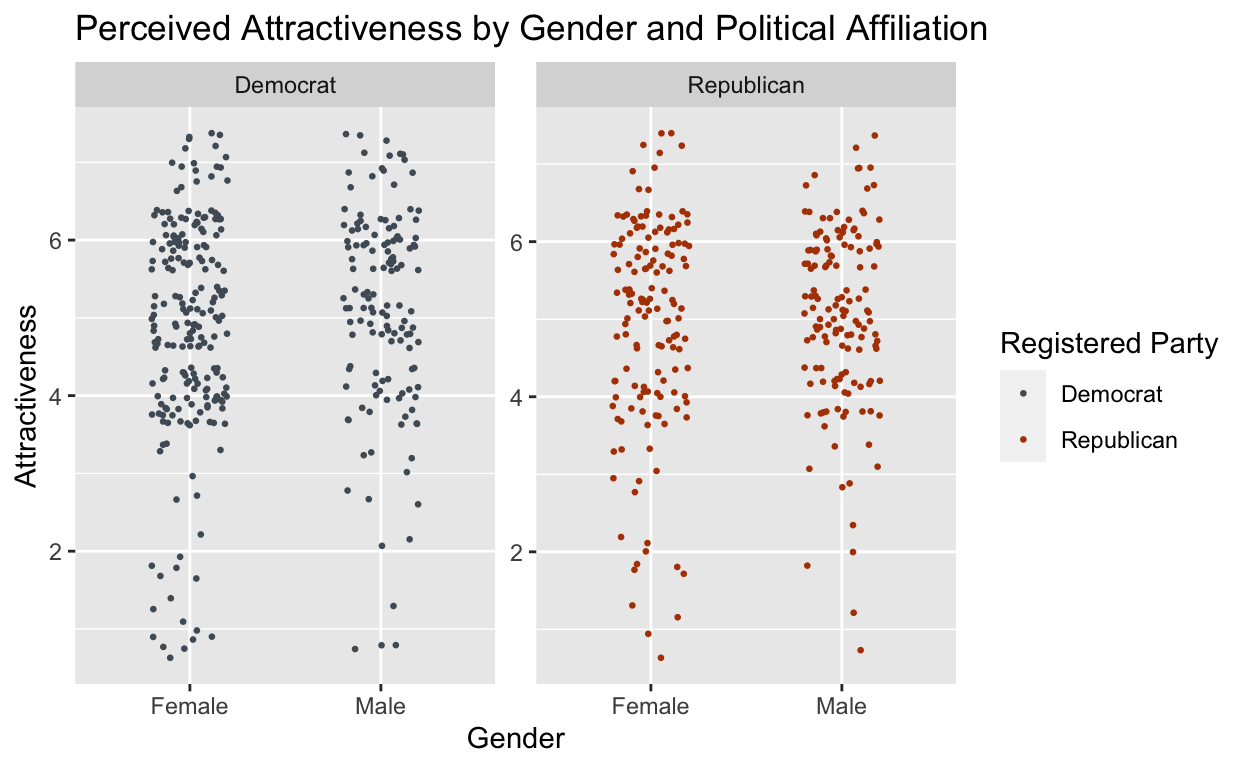 Perceived Attractiveness by Gender and Political Affiliation
Democrat
Republican
Attractiveness
6
4
2
6
4
2
Female
Male
Female
Male
Gender
Registered Party
Democrat
Republican